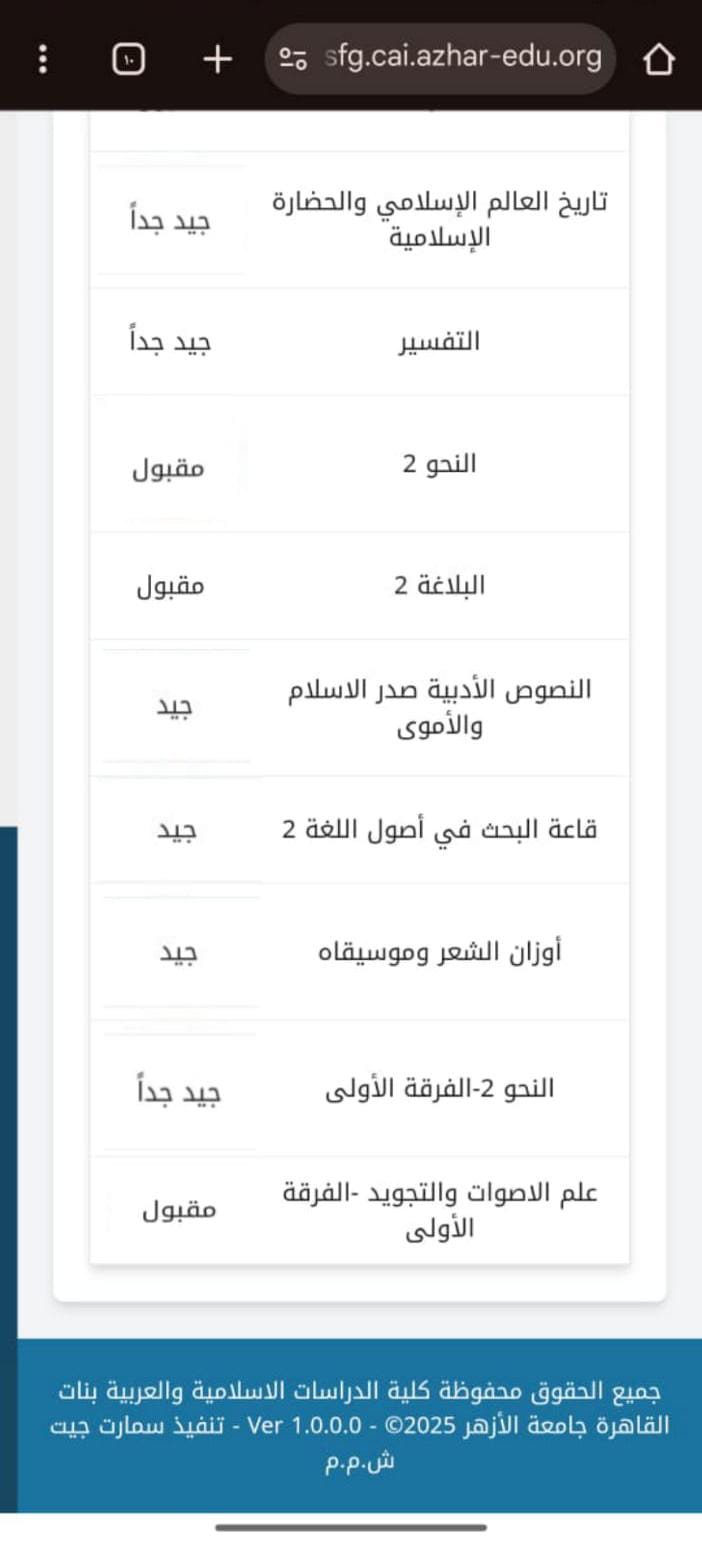 sfg.cai.azhar-edu.org
١٠
تاريخ العالم الإسلامي والحضارة
الإسلامية
جيد جداً
التفسير
جيد جداً
النحو 2
مقبول
البلاغة 2
مقبول
النصوص الأدبية صدر الاسلام
والأموى
جيد
قاعة البحث في أصول اللغة 2
جيد
أوزان الشعر وموسيقاه
جيد
النحو 2-الفرقة الأولى
جيد جداً
علم الاصوات والتجويد -الفرقة
الأولى
مقبول
جميع الحقوق محفوظة كلية الدراسات الاسلامية والعربية بنات
القاهرة جامعة الأزهر 2025© - Ver 1.0.0.0 - تنفيذ سمارت جيت
ش.م.م